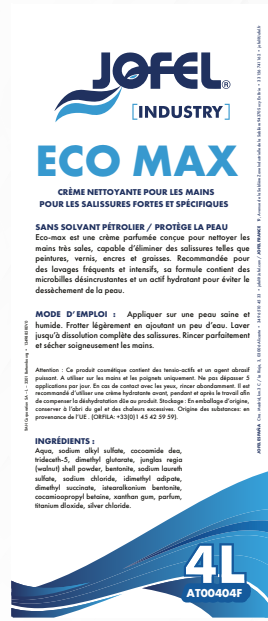 JOFEL®
[INDUSTRY]
ECO MAX
CRÈME NETTOYANTE POUR LES MAINS
POUR LES SALISSURES FORTES ET SPÉCIFIQUES
SANS SOLVANT PÉTROLIER / PROTÈGE LA PEAU
Eco-max est une crème parfumée conçue pour nettoyer les
mains très sales, capable d'éliminer des salissures telles que
peintures, vernis, encres et graisses. Recommandée pour
des lavages fréquents et intensifs, sa formule contient des
microbilles désincrustantes et un actif hydratant pour éviter le
dessèchement de la peau.
MODE D'EMPLOI : Appliquer sur une peau saine et
humide. Frotter légèrement en ajoutant un peu d'eau. Laver
jusqu'à dissolution complète des salissures. Rincer parfaitement
et sécher soigneusement les mains.
Attention : Ce produit cosmétique contient des tensio-actifs et un agent abrasif
puissant. A utiliser sur les mains et les poignets uniquement. Ne pas dépasser 5
applications par jour. En cas de contact avec les yeux, rincer abondamment. Il est
recommandé d'utiliser une crème hydratante avant, pendant et après le travail afin
de compenser la déshydratation dûe au produit. Stockage : En emballage d'origine,
conserver à l'abri du gel et des chaleurs excessives. Origine des substances: en
provenance de l'UE . (ORFILA: +33(0)1 45 42 59 59).
INGRÉDIENTS :
Aqua, sodium alkyl sulfate, cocoamide dea,
trideceth-5, dimethyl glutarate, junglas regia
(walnut) shell powder, bentonite, sodium laureth
sulfate, sodium chloride, idimethyl adipate,
dimethyl succinate, istearalkonium bentonite,
cocamiopropyl betaine, xanthan gum, parfum,
titanium dioxide, silver chloride.
4L
AT00404F